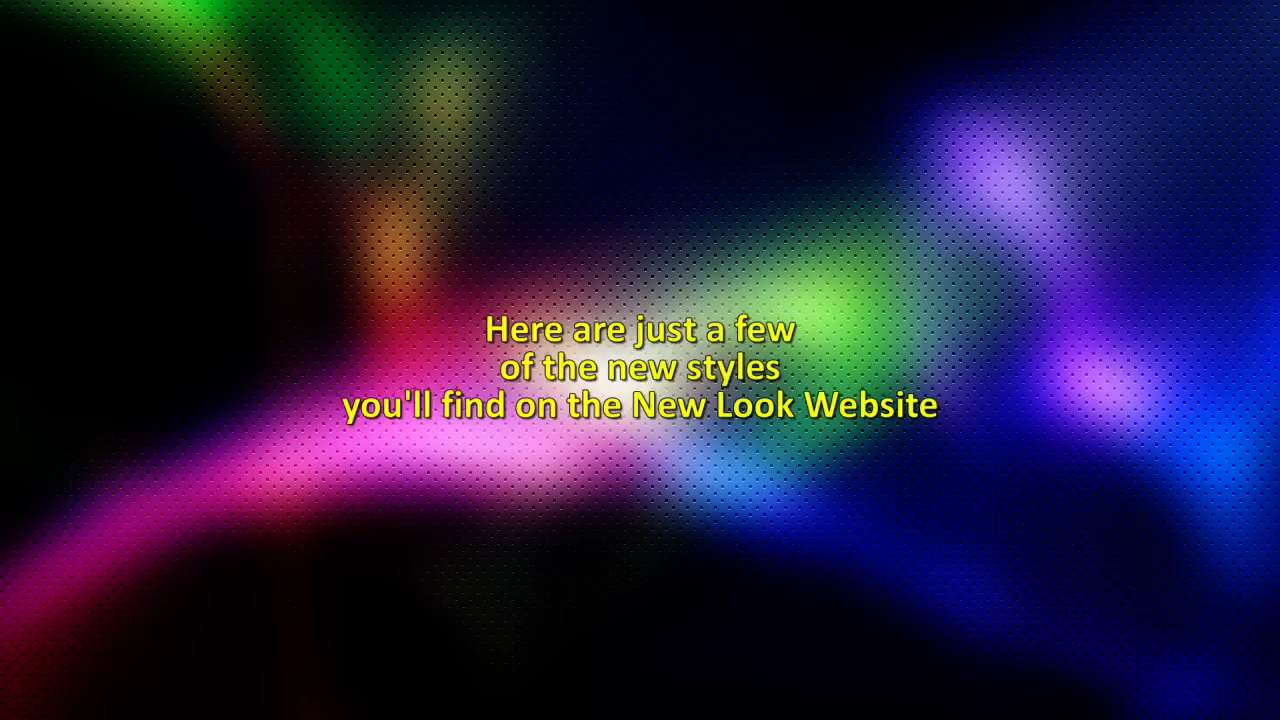 Here are just a few
of the new styles
you'll find on the New Look Website